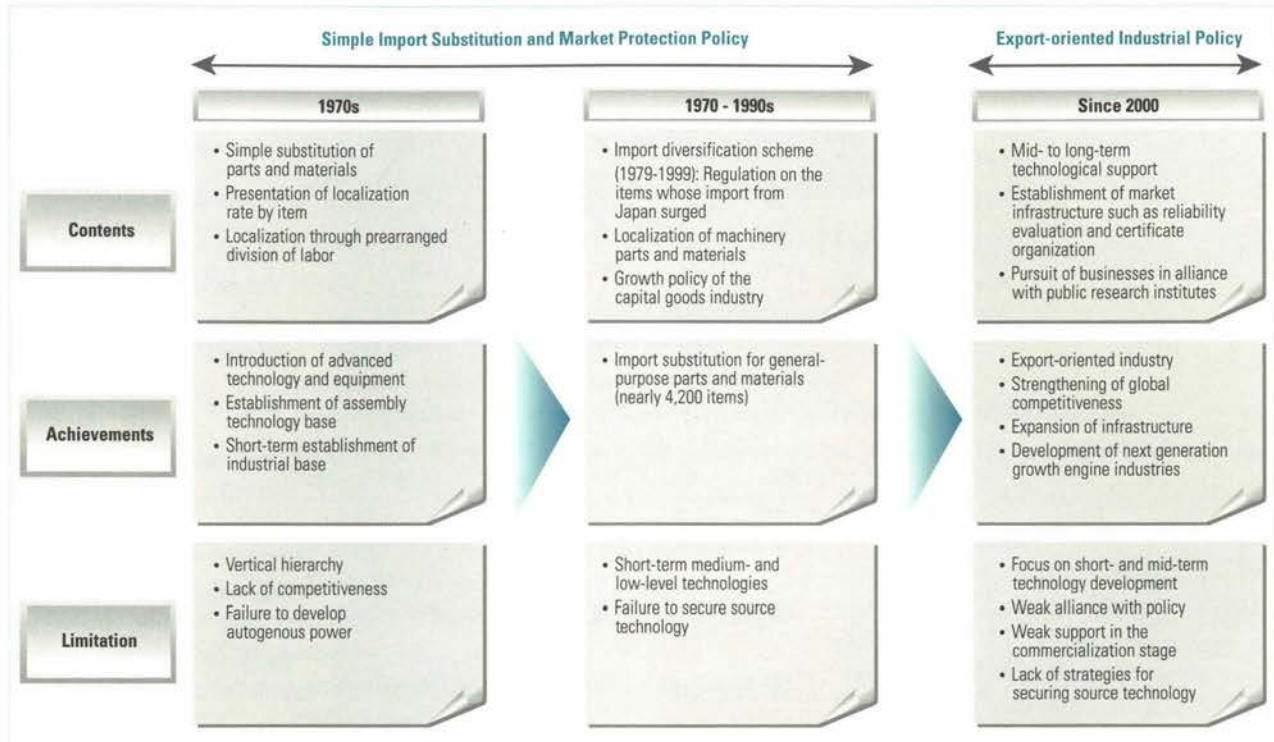 Simple Import Substitution and Market Protection Policy
Export-oriented Industrial Policy
1970s
1970 - 1990s
Since 2000
Contents
• Simple substitution of
parts and materials
• Presentation of localization
rate by item
• Localization through prearranged
division of labor
• Import diversification scheme
(1979-1999): Regulation on the
items whose import from
Japan surged
• Localization of machinery
parts and materials
• Growth policy of the
capital goods industry
• Mid- to long-term
technological support
• Establishment of market
infrastructure such as reliability
evaluation and certificate
organization
• Pursuit of businesses in alliance
with public research institutes
Achievements
• Introduction of advanced
technology and equipment
• Establishment of assembly
technology base
• Short-term establishment of
industrial base
• Import substitution for general-
purpose parts and materials
(nearly 4,200 items)
• Export-oriented industry
• Strengthening of global
competitiveness
• Expansion of infrastructure
• Development of next generation
growth engine industries
Limitation
• Vertical hierarchy
• Lack of competitiveness
• Failure to develop
autogenous power
• Short-term medium- and
low-level technologies
• Failure to secure source
technology
• Focus on short- and mid-term
technology development
• Weak alliance with policy
• Weak support in the
commercialization stage
• Lack of strategies for
securing source technology